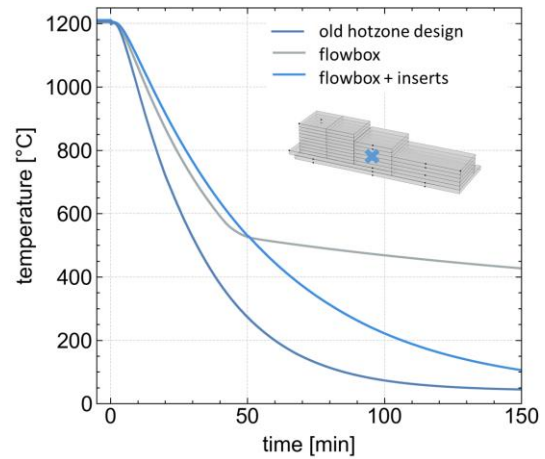 1200
1000
800
600
400
200
0
temperature [°C]
old hotzone design
flowbox
flowbox + inserts
0
50
100
150
time [min]